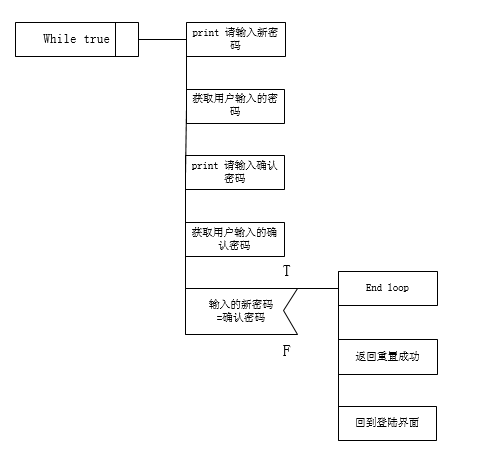 While true
print 请输入新密
码
获取用户输入的密
码
print 请输入确认
密码
获取用户输入的确
认密码
T
输入的新密码
=确认密码
F
End loop
返回重置成功
回到登陆界面